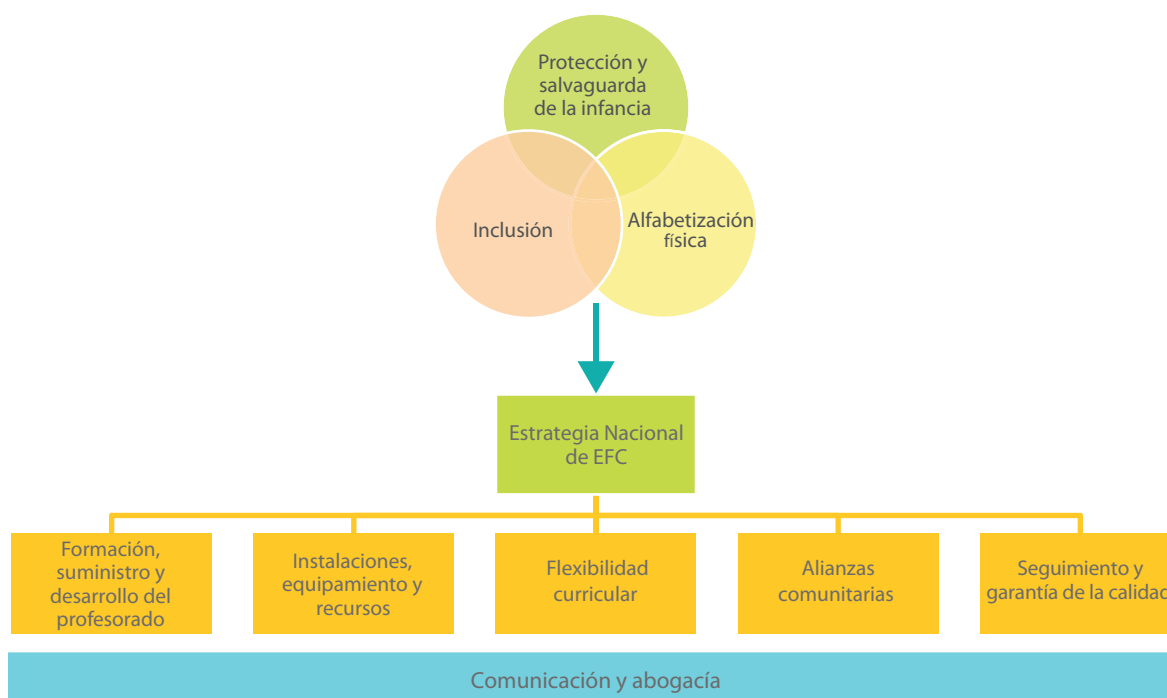 Protección y
salvaguarda
de la infancia
Inclusión
Alfabetización
física
Estrategia Nacional
de EFC
Formación,
suministro y
desarrollo del
profesorado
Instalaciones,
equipamiento y
recursos
Flexibilidad
curricular
Alianzas
comunitarias
Seguimiento y
garantía de la calidad
Comunicación y abogacía